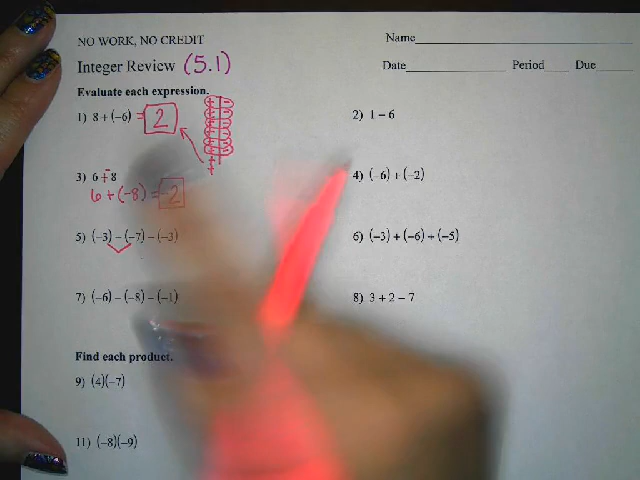 NO WORK, NO CREDIT
Name
Integer Review (5.1)
Date Period Due
Evaluate each expression.
1) 8 + (−6) = 2
2) 1 − 6
3) 6 − 8
6 + (−8) = -2
4) (−6) + (−2)
5) (−3) − (−7) − (−3)
6) (−3) + (−6) + (−5)
7) (−6) − (−8) − (−1)
8) 3 + 2 − 7
Find each product.
9) (4)(−7)
11) (−8)(−9)